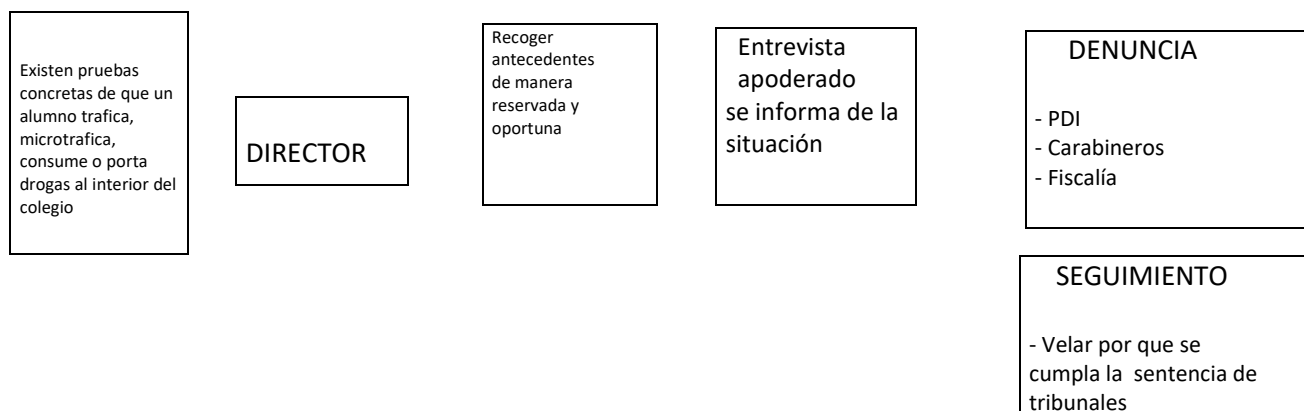 Existen pruebas
concretas de que un
alumno trafica,
microtrafica,
consume o porta
drogas al interior del
colegio
DIRECTOR
Recoger
antecedentes
de manera
reservada y
oportuna
Entrevista
apoderado
se informa de la
situación
DENUNCIA
- PDI
- Carabineros
- Fiscalía
SEGUIMIENTO
- Velar por que se
cumpla la sentencia de
tribunales